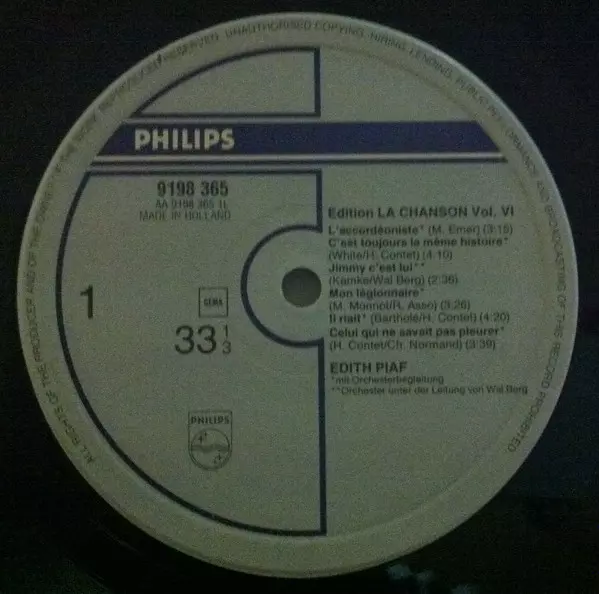 ALL RIGHTS OF THE PRODUCER AND OF THE OWNER OF THE WORK REPRODUCED RESERVED. UNAUTHORISED COPYING, HIRING, LENDING, PUBLIC PERFORMANCE AND BROADCASTING OF THIS RECORD PROHIBITED.
PHILIPS
9198 365
AA 9198 365 1L
MADE IN HOLLAND
1
GEMA
33 1/3
PHILIPS
Edition LA CHANSON Vol. VI
L'accordéoniste* (M. Emer) (3:15)
C'est toujours la même histoire*
(White/H. Contet) (4:10)
Jimmy c'est lui**
(Kamke/Wal Berg) (2:36)
Mon légionnaire*
(M. Monnot/R. Asso) (3:26)
Il riait* (Barthole/H. Contet) (4:20)
Celui qui ne savait pas pleurer*
(H. Contet/Cfr. Normand) (3:39)
EDITH PIAF
*mit Orchesterbegleitung
**Orchester unter der Leitung von Wal Berg